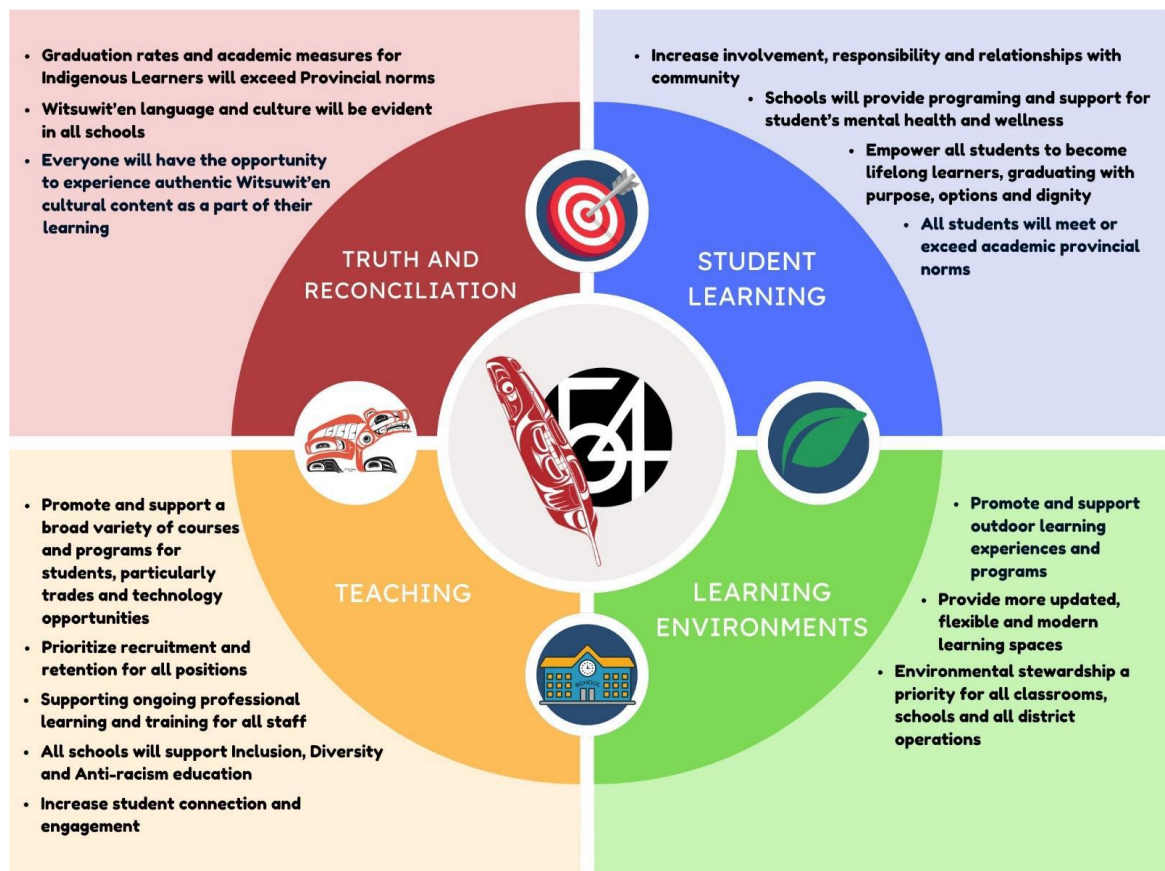 • Graduation rates and academic measures for
Indigenous Learners will exceed Provincial norms
• Witsuwit'en language and culture will be evident
in all schools
• Everyone will have the opportunity
to experience authentic Witsuwit'en
cultural content as a part of their
learning
TRUTH AND
RECONCILIATION
• Increase involvement, responsibility and relationships with
community
• Schools will provide programing and support for
student's mental health and wellness
• Empower all students to become
lifelong learners, graduating with
purpose, options and dignity
• All students will meet or
exceed academic provincial
norms
STUDENT
LEARNING
54
• Promote and support a
broad variety of courses
and programs for
students, particularly
trades and technology
opportunities
• Prioritize recruitment and
retention for all positions
• Supporting ongoing professional
learning and training for all staff
• All schools will support Inclusion, Diversity
and Anti-racism education
• Increase student connection and
engagement
TEACHING
SCHOOL
LEARNING
ENVIRONMENTS
• Promote and support
outdoor learning
experiences and
programs
• Provide more updated,
flexible and modern
learning spaces
• Environmental stewardship a
priority for all classrooms,
schools and all district
operations